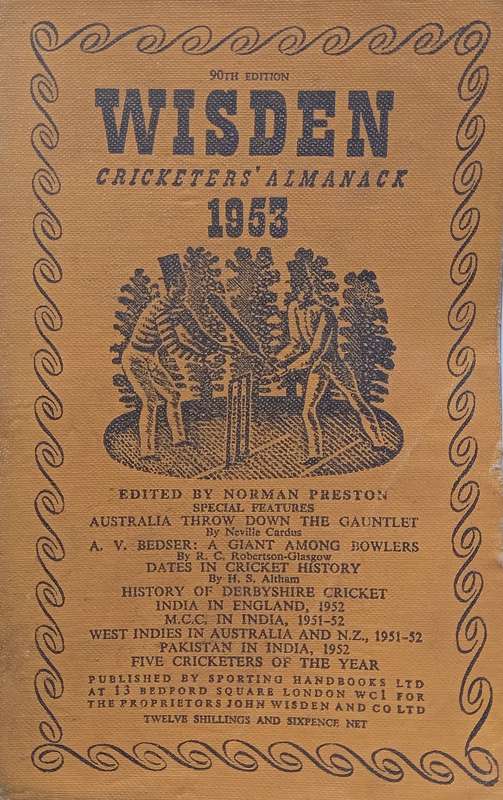 90TH EDITION
WISDEN
CRICKETERS' ALMANACK
1953
EDITED BY NORMAN PRESTON
SPECIAL FEATURES
AUSTRALIA THROW DOWN THE GAUNTLET
By Neville Cardus
A. V. BEDSER: A GIANT AMONG BOWLERS
By R. C. Robertson-Glasgow
DATES IN CRICKET HISTORY
By H. S. Altham
HISTORY OF DERBYSHIRE CRICKET
INDIA IN ENGLAND, 1952
M.C.C. IN INDIA, 1951-52
WEST INDIES IN AUSTRALIA AND N.Z., 1951-52
PAKISTAN IN INDIA, 1952
FIVE CRICKETERS OF THE YEAR
PUBLISHED BY SPORTING HANDBOOKS LTD
AT 13 BEDFORD SQUARE LONDON WC1 FOR
THE PROPRIETORS JOHN WISDEN AND CO LTD
TWELVE SHILLINGS AND SIXPENCE NET